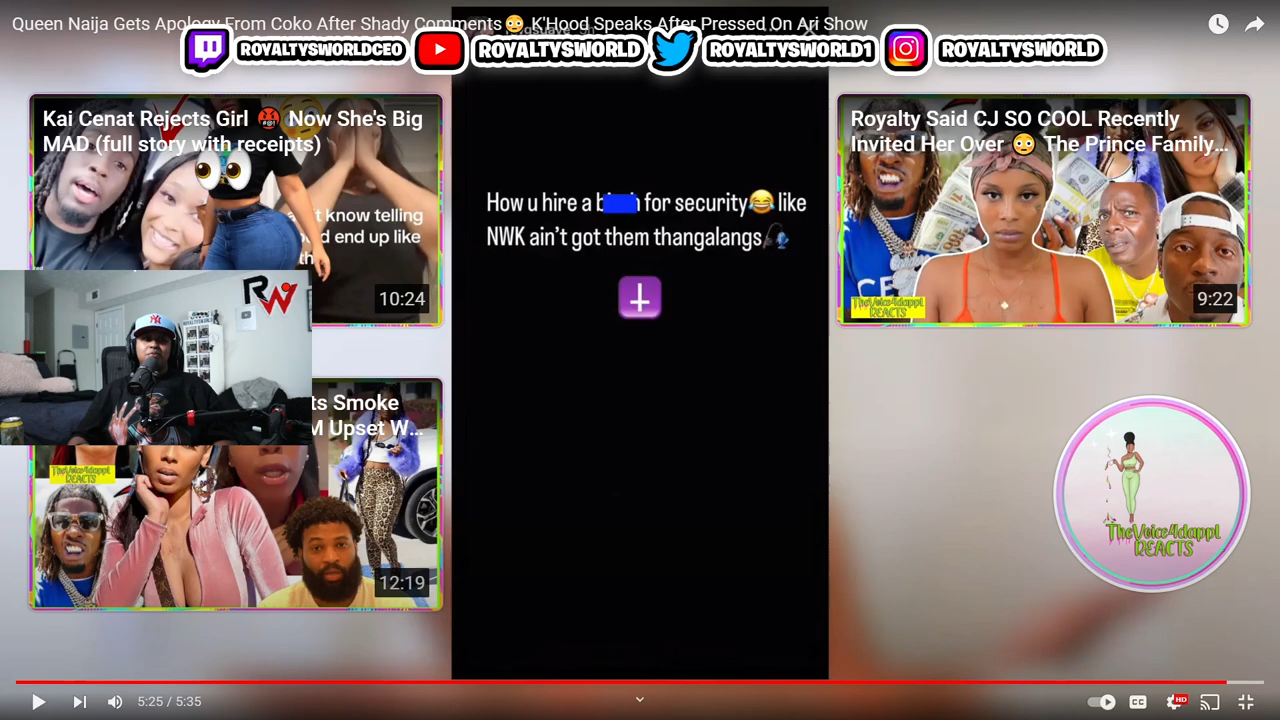 Queen Naija Gets Apology From Coko After Shady Comments😳 K'Hood Speaks After Pressed On Ari Show
ROYALTYSWORLDCEO
ROYALTYSWORLD
ROYALTYSWORLD1
ROYALTYSWORLD
Kai Cenat Rejects Girl 🤬 Now She's Big
MAD (full story with receipts)
t know telling
d end up like
10:24
How u hire a b h for security😂 like
NWK ain't got them thangalangs🎣
Royalty Said CJ SO COOL Recently
Invited Her Over 😳 The Prince Family…
TheVoice4dappl
REACTS
9:22
RW
ts Smoke
M Upset W…
TheVoice4dappl
REACTS
12:19
TheVoice4dappl
REACTS
5:25 / 5:35
CC
HD